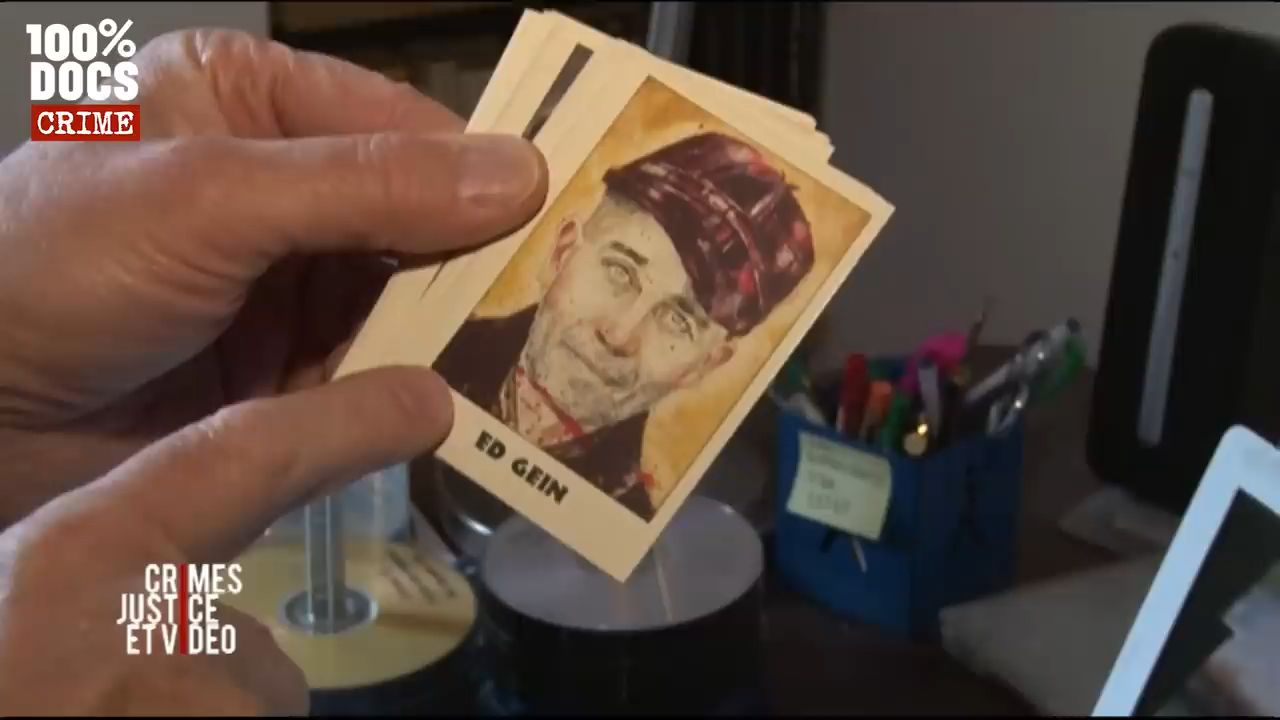 100%
DOCS
CRIME
ED GEIN
CRIMES
JUSTICE
ET VIDEO